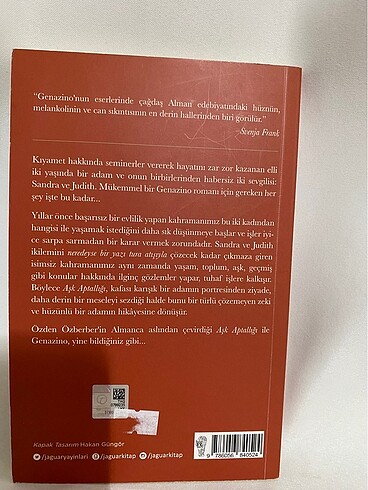 “Genazino'nun eserlerinde çağdaş Alman edebiyatındaki hüznün,
melankolinin ve can sıkıntısının en derin hallerinden biri görülür.”
Svenja Frank
Kıyamet hakkında seminerler vererek hayatını zar zor kazanan elli
iki yaşında bir adam ve onun birbirlerinden habersiz iki sevgilisi:
Sandra ve Judith. Mükemmel bir Genazino romanı için gereken her
şey işte bu kadar...
Yıllar önce başarısız bir evlilik yapan kahramanımız bu iki kadından
hangisi ile yaşamak istediğini daha sık düşünmeye başlar ve işler iyi-
ce sarpa sarmadan bir karar vermek zorundadır. Sandra ve Judith
ikilemini neredeyse bir yazı tura atışıyla çözecek kadar çıkmaza giren
isimsiz kahramanımız aynı zamanda yaşam, toplum, aşk, geçmiş
gibi konular hakkında ilginç gözlemler yapar, tuhaf işlere kalkışır.
Böylece Aşk Aptallığı, kafası karışık bir adamın portresinden ziyade,
daha derin bir meseleyi sezdiği halde bunu bir türlü çözemeyen zeki
ve hüzünlü bir adamın hikâyesine dönüşür.
Özden Özberber'in Almanca aslından çevirdiği Aşk Aptallığı ile
Genazino, yine bildiğiniz gibi...
Kapak Tasarım Hakan Güngör
/jaguaryayinlari /jaguarkitap /jaguarkitap
9 786056 840524